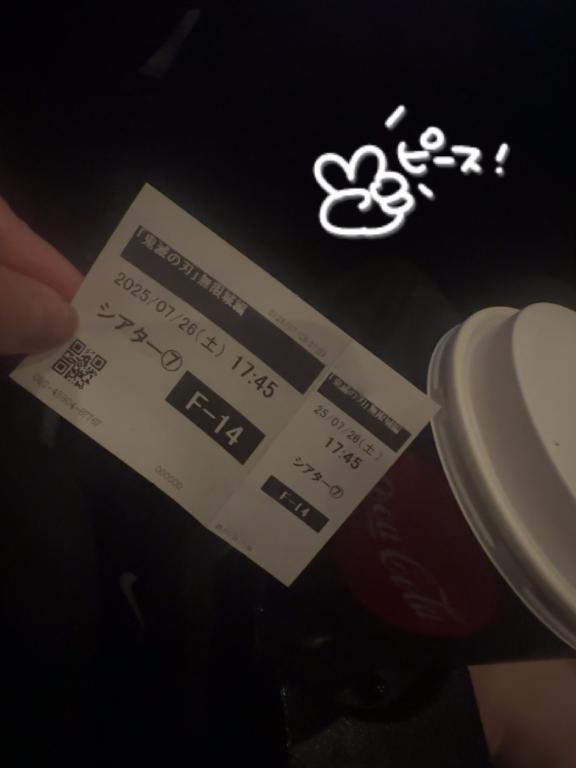 ピース!
「鬼滅の刃」無限城編
2025/07/26(土) 17:45
シアター⑦
F-14
000000
「鬼滅の刃」無限城編
25/07/26(土)
17:45
シアター⑦
F-14
Coca-Cola